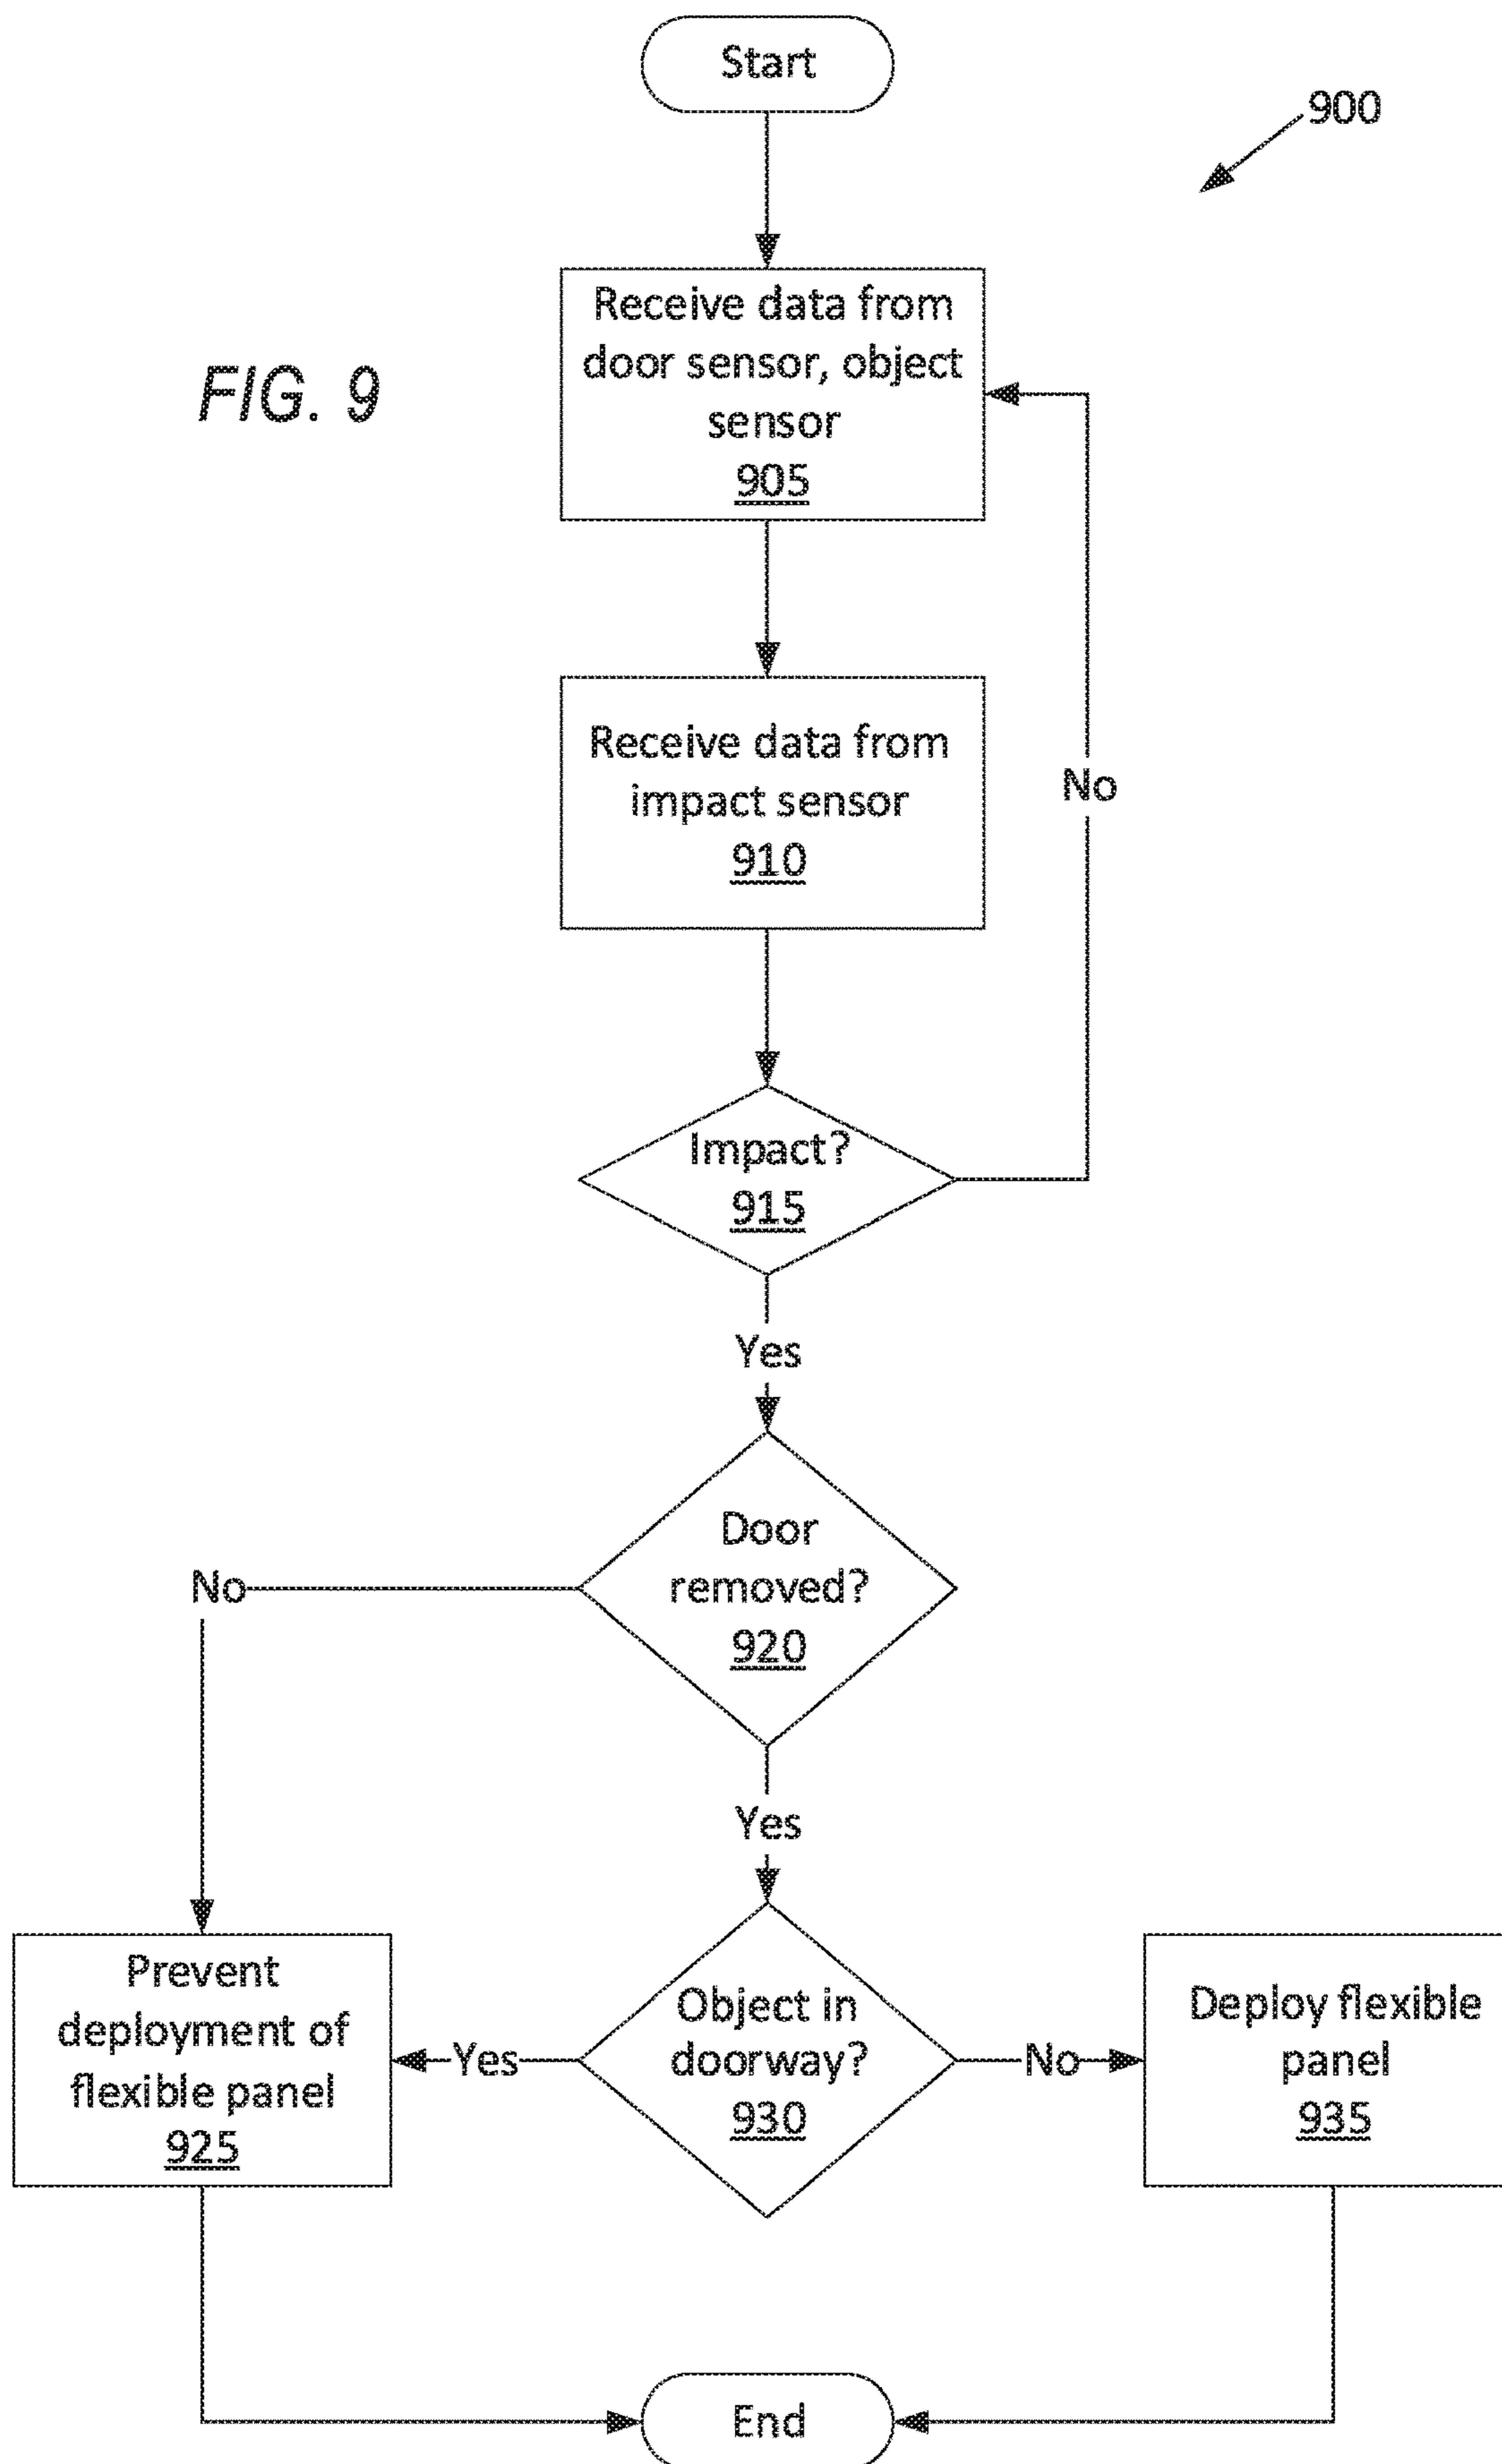 Start
900
FIG. 9
Receive data from
door sensor, object
sensor
905
Receive data from
impact sensor
910
No
Impact?
915
Yes
Door
removed?
920
No
Yes
Prevent
deployment of
flexible panel
925
Yes
Object in
doorway?
930
No
Deploy flexible
panel
935
End